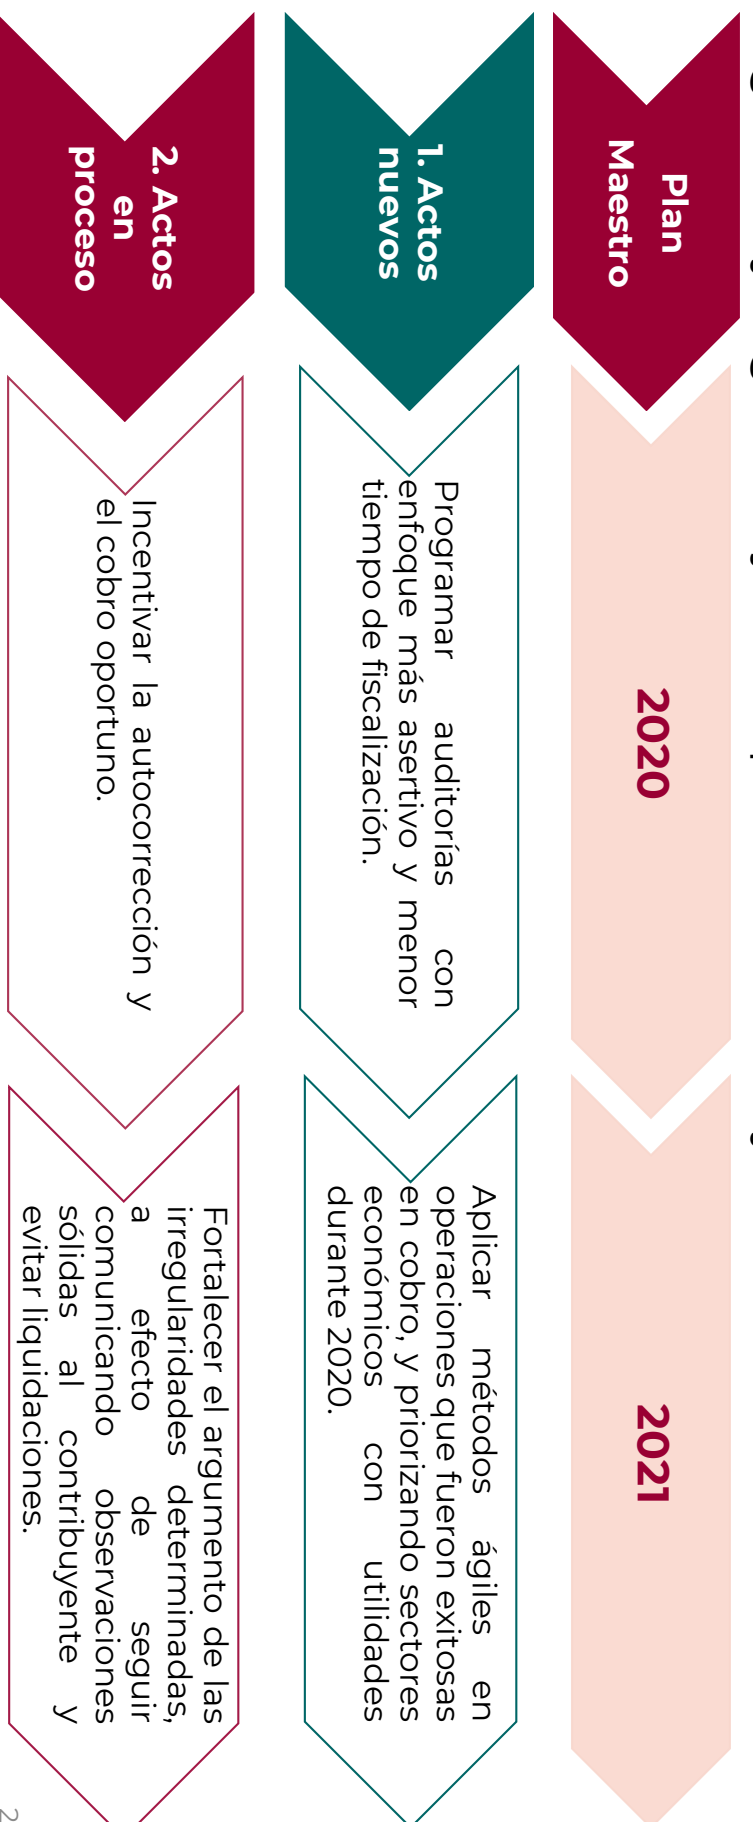 Plan
Maestro
2020
2021
1. Actos
nuevos
Programar auditorías con
enfoque más asertivo y menor
tiempo de fiscalización.
Aplicar métodos ágiles en
operaciones que fueron exitosas
en cobro, y priorizando sectores
económicos con utilidades
durante 2020.
2. Actos
en
proceso
Incentivar la autocorrección y
el cobro oportuno.
Fortalecer el argumento de las
irregularidades determinadas,
a efecto de seguir
comunicando observaciones
sólidas al contribuyente y
evitar liquidaciones.
2